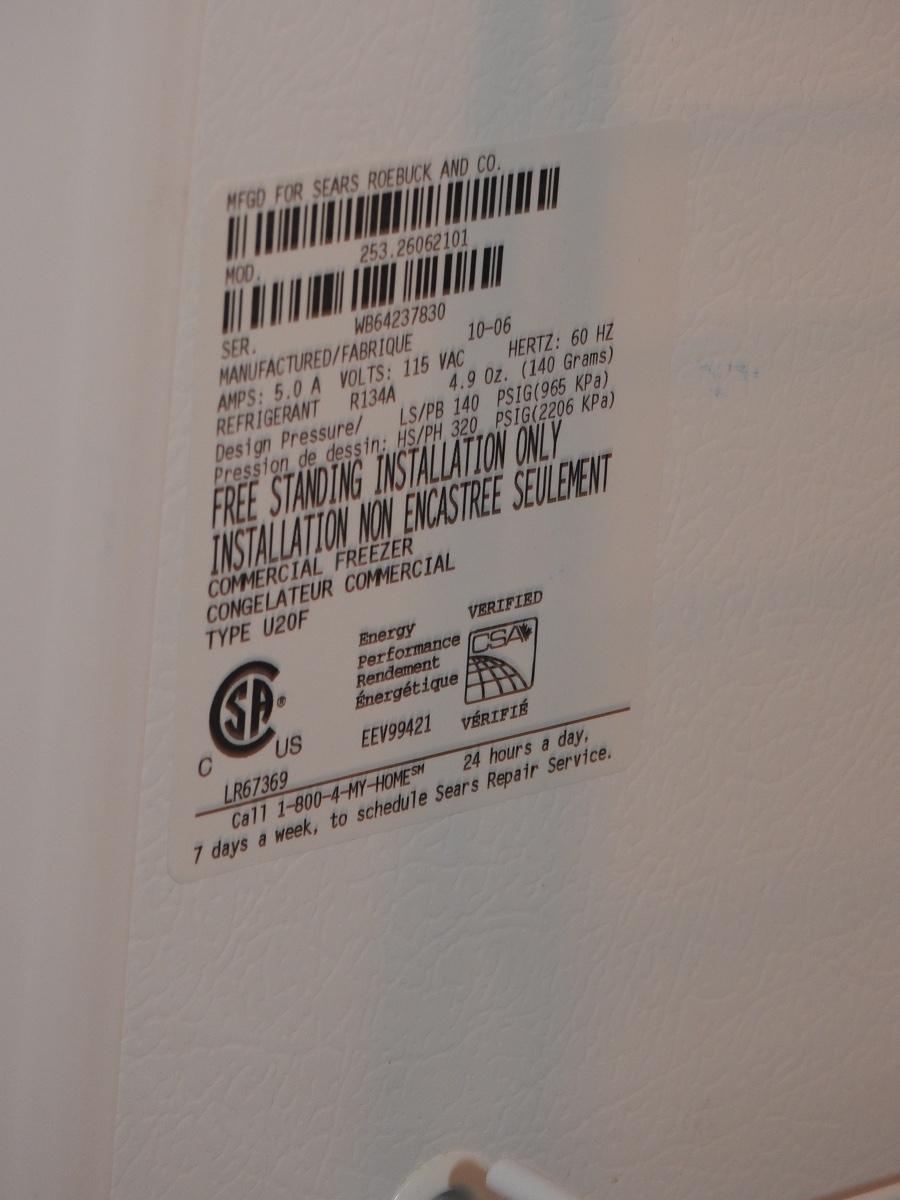 MFGD FOR SEARS ROEBUCK AND CO.
MOD. 253.26062101
SER. WB64237830
MANUFACTURED/FABRIQUE 10-06
AMPS: 5.0 A VOLTS: 115 VAC HERTZ: 60 HZ
REFRIGERANT R134A 4.9 Oz. (140 Grams)
Design Pressure/ LS/PB 140 PSIG(965 KPa)
Pression de dessin: HS/PH 320 PSIG(2206 KPa)
FREE STANDING INSTALLATION ONLY
INSTALLATION NON ENCASTREE SEULEMENT
COMMERCIAL FREEZER
CONGELATEUR COMMERCIAL
TYPE U20F
CSA®
C US
LR67369
Energy
Performance
Rendement
Énergétique
EEV99421
VERIFIED
CSA
VÉRIFIÉ
Call 1-800-4-MY-HOME℠ 24 hours a day,
7 days a week, to schedule Sears Repair Service.